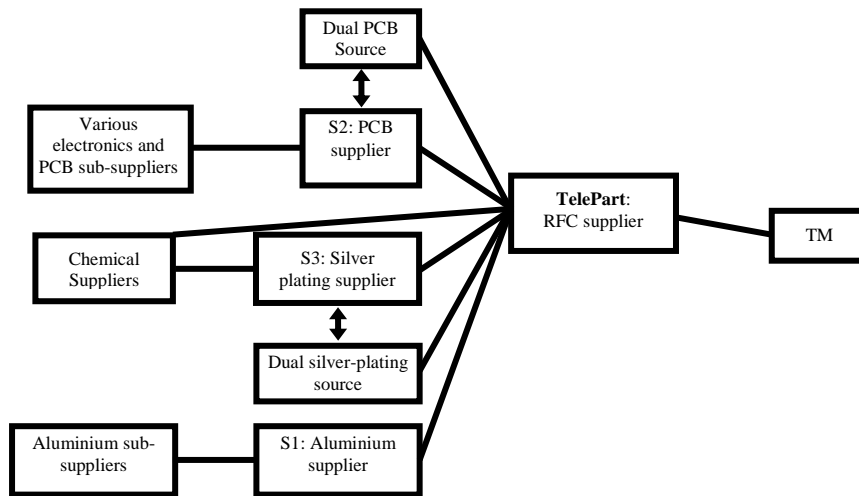 Dual PCB
Source
Various
electronics and
PCB sub-suppliers
S2: PCB
supplier
TelePart:
RFC supplier
TM
Chemical
Suppliers
S3: Silver
plating supplier
Dual silver-plating
source
Aluminium sub-
suppliers
S1: Aluminium
supplier